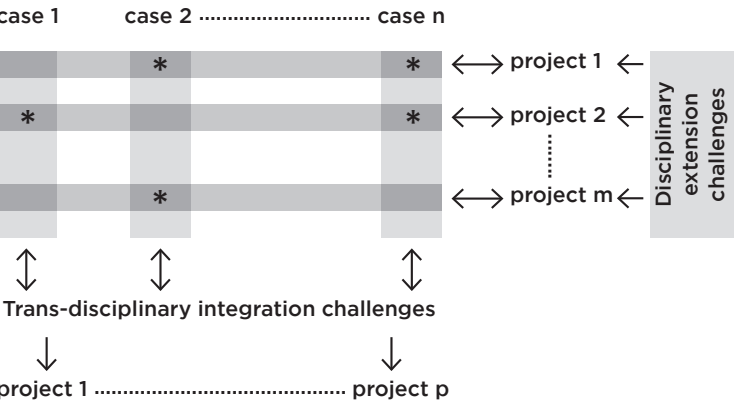 case 1 case 2 ................................ case n
* * project 1
* * project 2
* project m
Disciplinary
extension
challenges
Trans-disciplinary integration challenges
project 1 ................................ project p